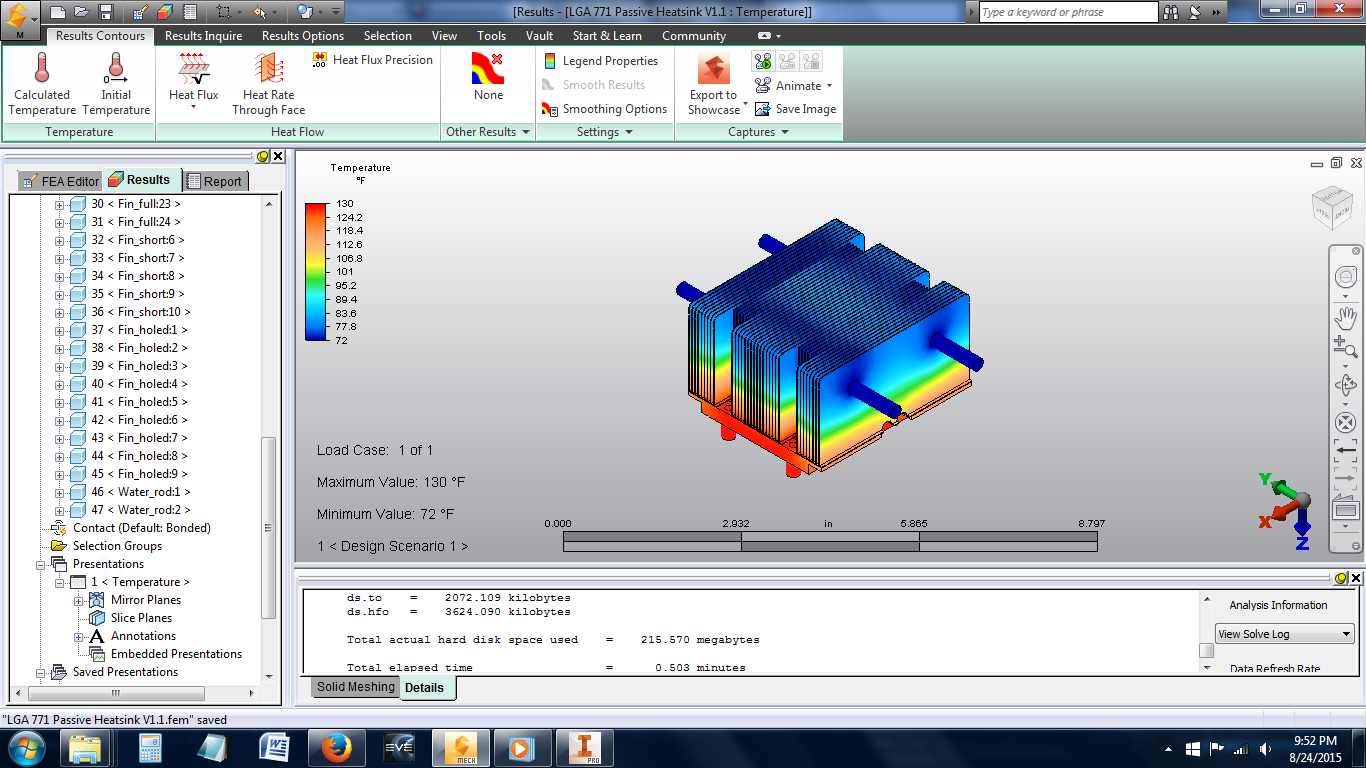 [Results - [LGA 771 Passive Heatsink V1.1 : Temperature]]
Type a keyword or phrase
M
Results Contours Results Inquire Results Options Selection View Tools Vault Start & Learn Community
Calculated Temperature
Initial Temperature
Temperature
Heat Flux
Heat Rate Through Face
Heat Flux Precision
Heat Flow
None
Other Results
Legend Properties
Smooth Results
Smoothing Options
Settings
Export to Showcase
Animate
Save Image
Captures
FEA Editor Results Report
30 < Fin_full:23 >
31 < Fin_full:24 >
32 < Fin_short:6 >
33 < Fin_short:7 >
34 < Fin_short:8 >
35 < Fin_short:9 >
36 < Fin_short:10 >
37 < Fin_holed:1 >
38 < Fin_holed:2 >
39 < Fin_holed:3 >
40 < Fin_holed:4 >
41 < Fin_holed:5 >
42 < Fin_holed:6 >
43 < Fin_holed:7 >
44 < Fin_holed:8 >
45 < Fin_holed:9 >
46 < Water_rod:1 >
47 < Water_rod:2 >
Contact (Default: Bonded)
Selection Groups
Presentations
1 < Temperature >
Mirror Planes
Slice Planes
Annotations
Embedded Presentations
Saved Presentations
Temperature
°F
130
124.2
118.4
112.6
106.8
101
95.2
89.4
83.6
77.8
72
Load Case: 1 of 1
Maximum Value: 130 °F
Minimum Value: 72 °F
1 < Design Scenario 1 >
0.000 2.932 in 5.865 8.797
Y
X
Z
ds.to = 2072.109 kilobytes
ds.hfo = 3624.090 kilobytes
Total actual hard disk space used = 215.570 megabytes
Total elapsed time = 0.503 minutes
Solid Meshing Details
Analysis Information
View Solve Log
Data Refresh Rate
"LGA 771 Passive Heatsink V1.1.fem" saved
EVE
MECH
PRO
9:52 PM
8/24/2015